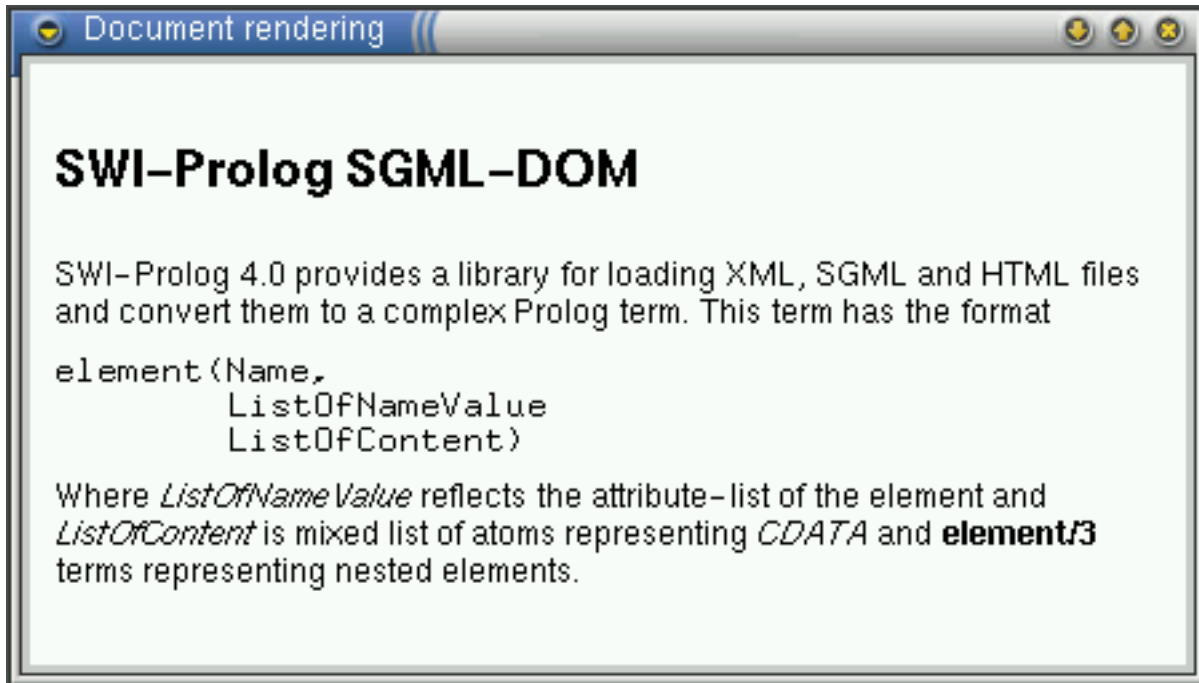 Document rendering
SWI-Prolog SGML-DOM
SWI-Prolog 4.0 provides a library for loading XML, SGML and HTML files
and convert them to a complex Prolog term. This term has the format
element(Name,
        ListOfNameValue
        ListOfContent)
Where ListOfNameValue reflects the attribute-list of the element and
ListOfContent is mixed list of atoms representing CDATA and element/3
terms representing nested elements.